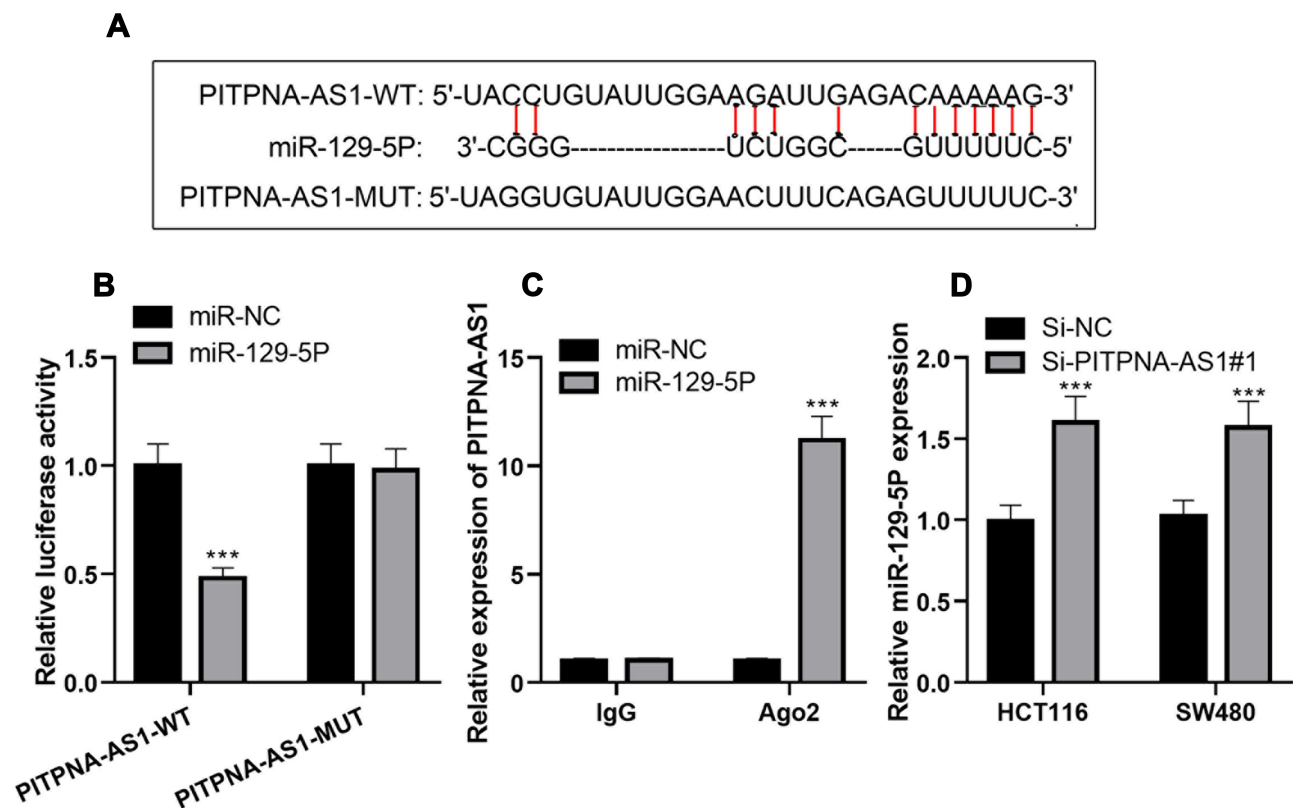 A
PITPNA-AS1-WT: 5'-UACCUGUAUUGGAAGAUUGAGACAAAAAG-3'
miR-129-5P: 3'-CGGG-----------------UCUGGC------GUUUUUC-5'
PITPNA-AS1-MUT: 5'-UAGGUGUAUUGGAACUUUCAGAGUUUUUC-3'
B
miR-NC
miR-129-5P
Relative luciferase activity
1.5
1.0
0.5
0.0
***
PITPNA-AS1-WT
PITPNA-AS1-MUT
C
miR-NC
miR-129-5P
Relative expression of PITPNA-AS1
15
10
5
0
***
IgG
Ago2
D
Si-NC
Si-PITPNA-AS1#1
Relative miR-129-5P expression
2.0
1.5
1.0
0.5
0.0
***
***
HCT116
SW480